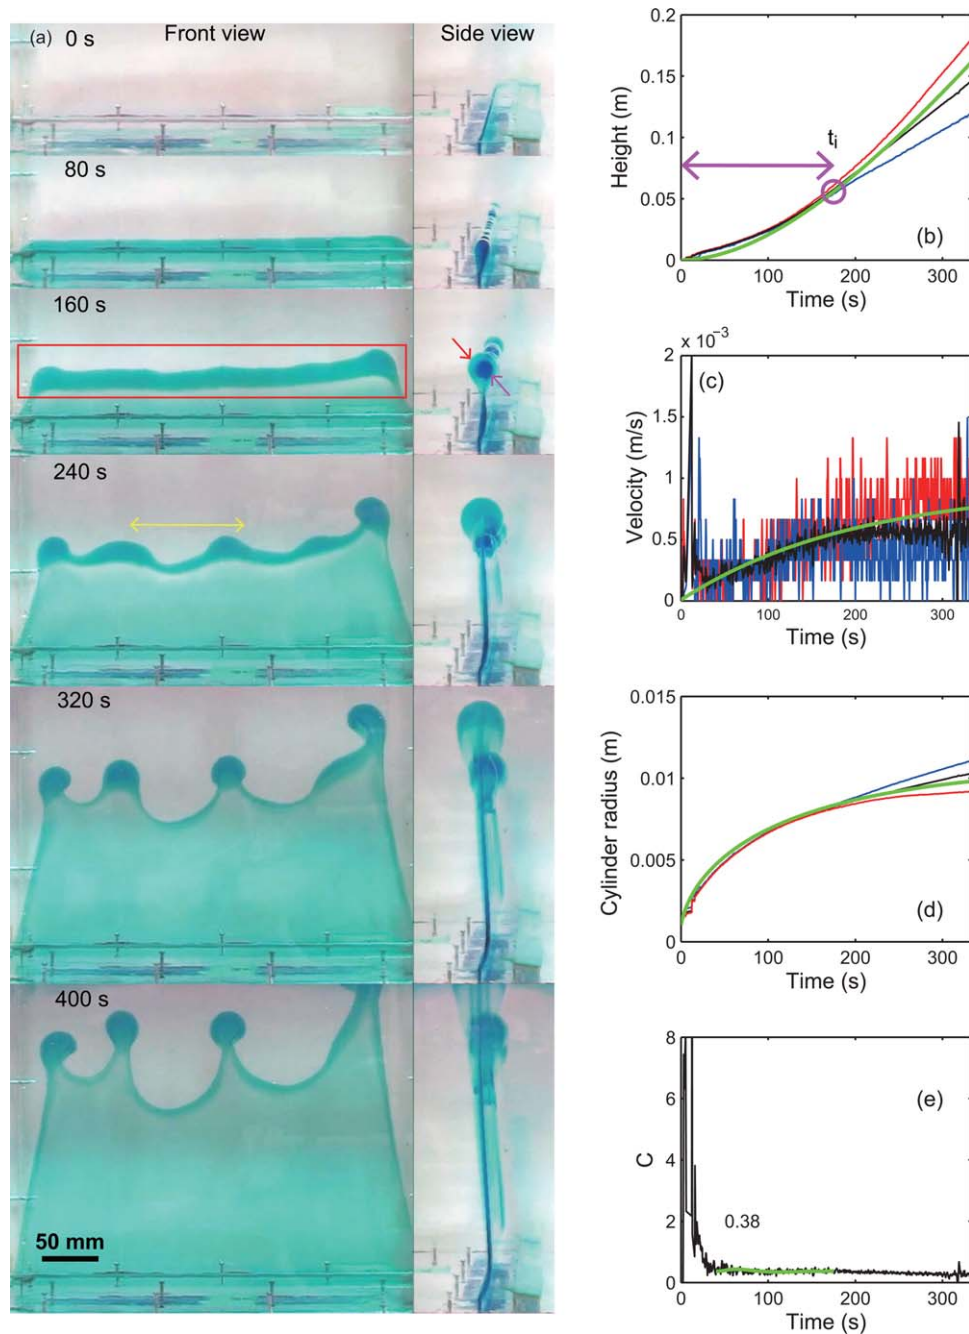 (a) 0 s Front view Side view
80 s
160 s
240 s
320 s
400 s
50 mm
0.2
0.15
0.1
0.05
0
Height (m)
tᵢ
(b)
0 100 200 300
Time (s)
x 10⁻³
2
1.5
1
0.5
0
Velocity (m/s)
(c)
0 100 200 300
Time (s)
0.015
0.01
0.005
0
Cylinder radius (m)
(d)
0 100 200 300
Time (s)
8
6
4
2
0
C
(e)
0.38
0 100 200 300
Time (s)